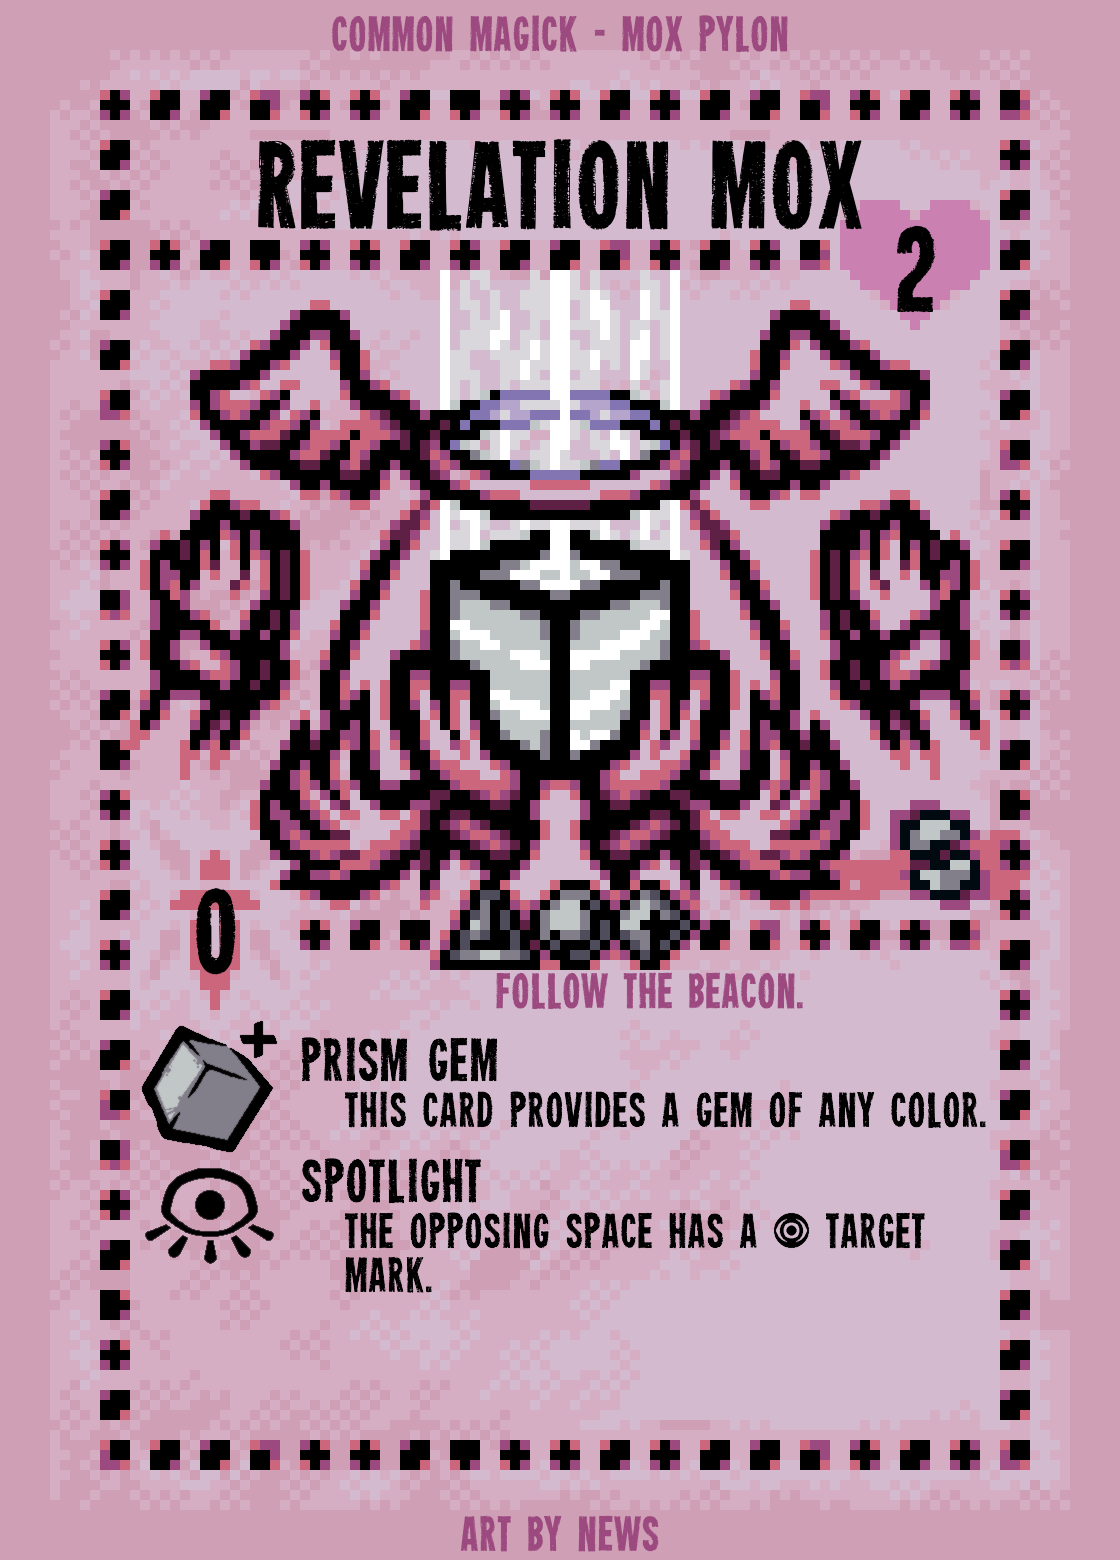 COMMON MAGICK - MOX PYLON
REVELATION MOX
2
0
FOLLOW THE BEACON.
PRISM GEM
THIS CARD PROVIDES A GEM OF ANY COLOR.
SPOTLIGHT
THE OPPOSING SPACE HAS A TARGET
MARK.
ART BY NEWS